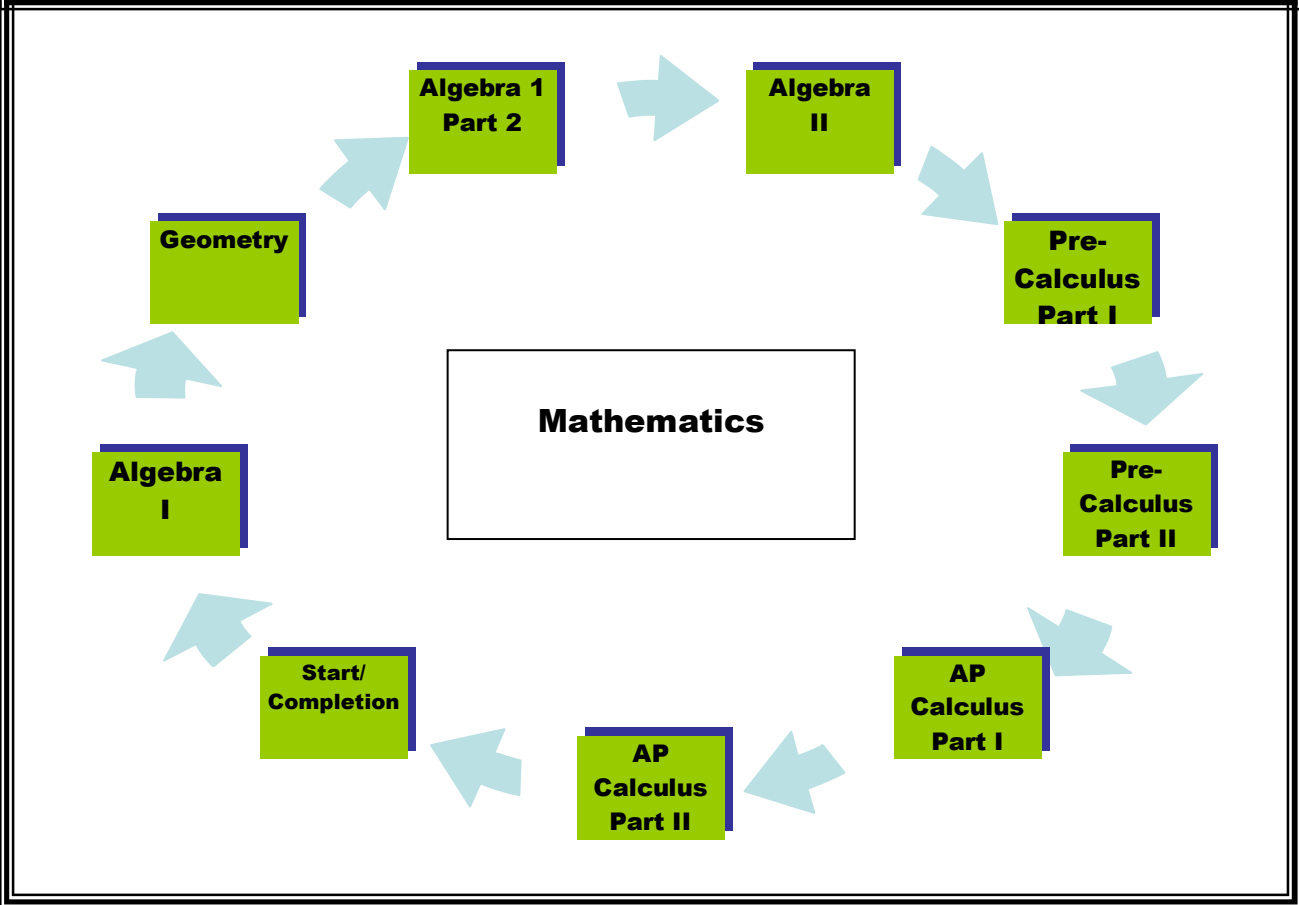 Algebra 1
Part 2
Algebra
II
Geometry
Pre-
Calculus
Part I
Mathematics
Algebra
I
Pre-
Calculus
Part II
Start/
Completion
AP
Calculus
Part I
AP
Calculus
Part II